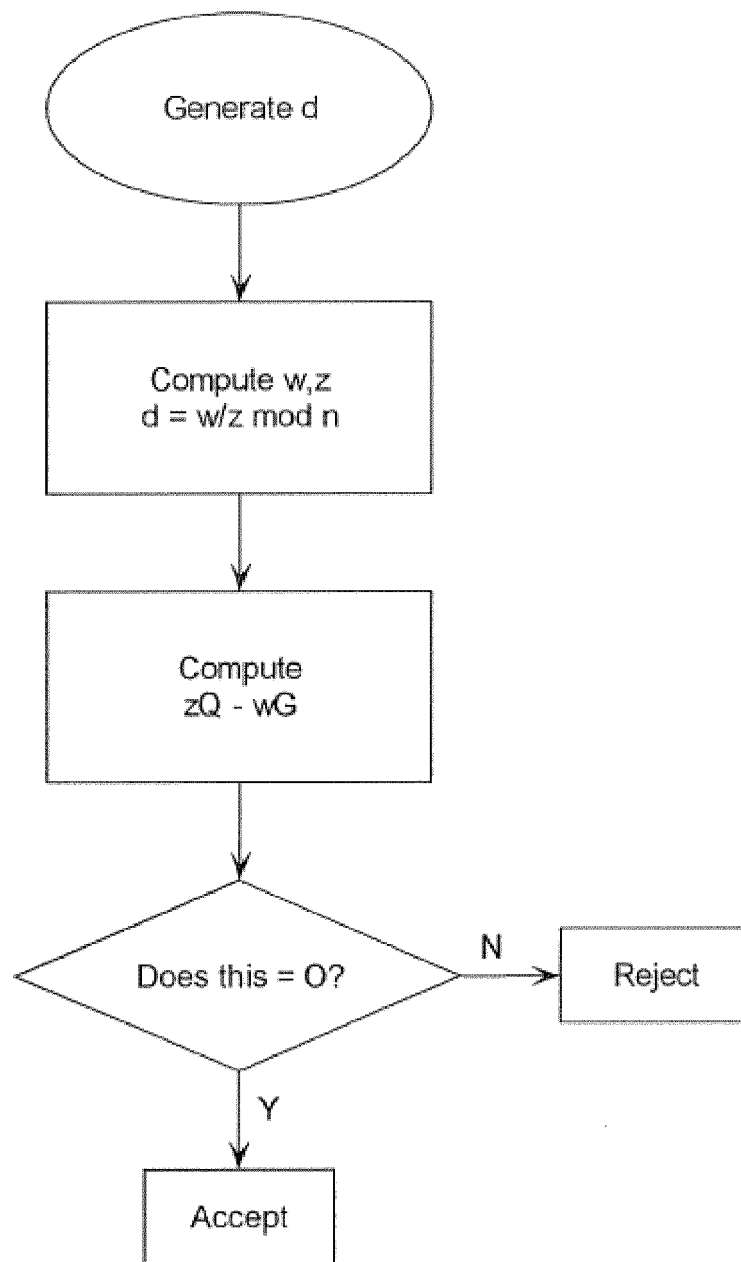 Generate d
Compute w,z
d = w/z mod n
Compute
zQ - wG
Does this = O?
N
Reject
Y
Accept